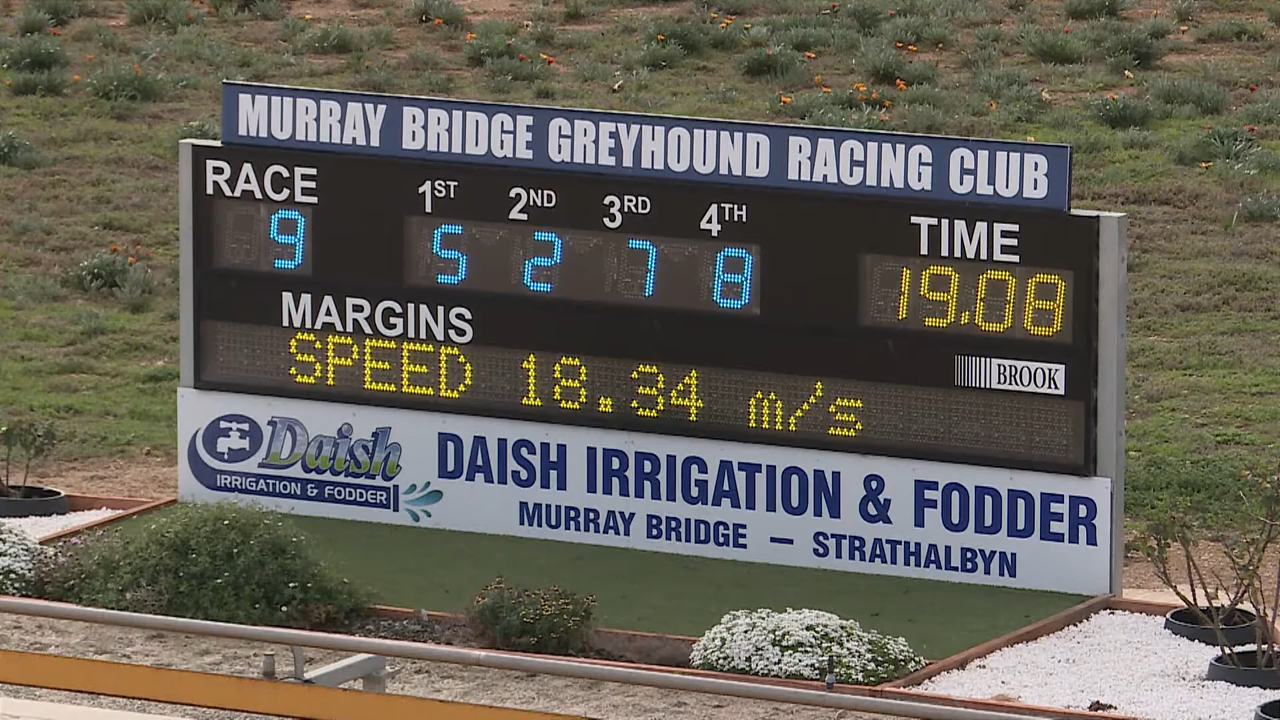 MURRAY BRIDGE GREYHOUND RACING CLUB
RACE 1ST 2ND 3RD 4TH TIME
9 5 2 7 8 19.08
MARGINS
SPEED 18.34 m/s
BROOK
Daish
IRRIGATION & FODDER
DAISH IRRIGATION & FODDER
MURRAY BRIDGE – STRATHALBYN